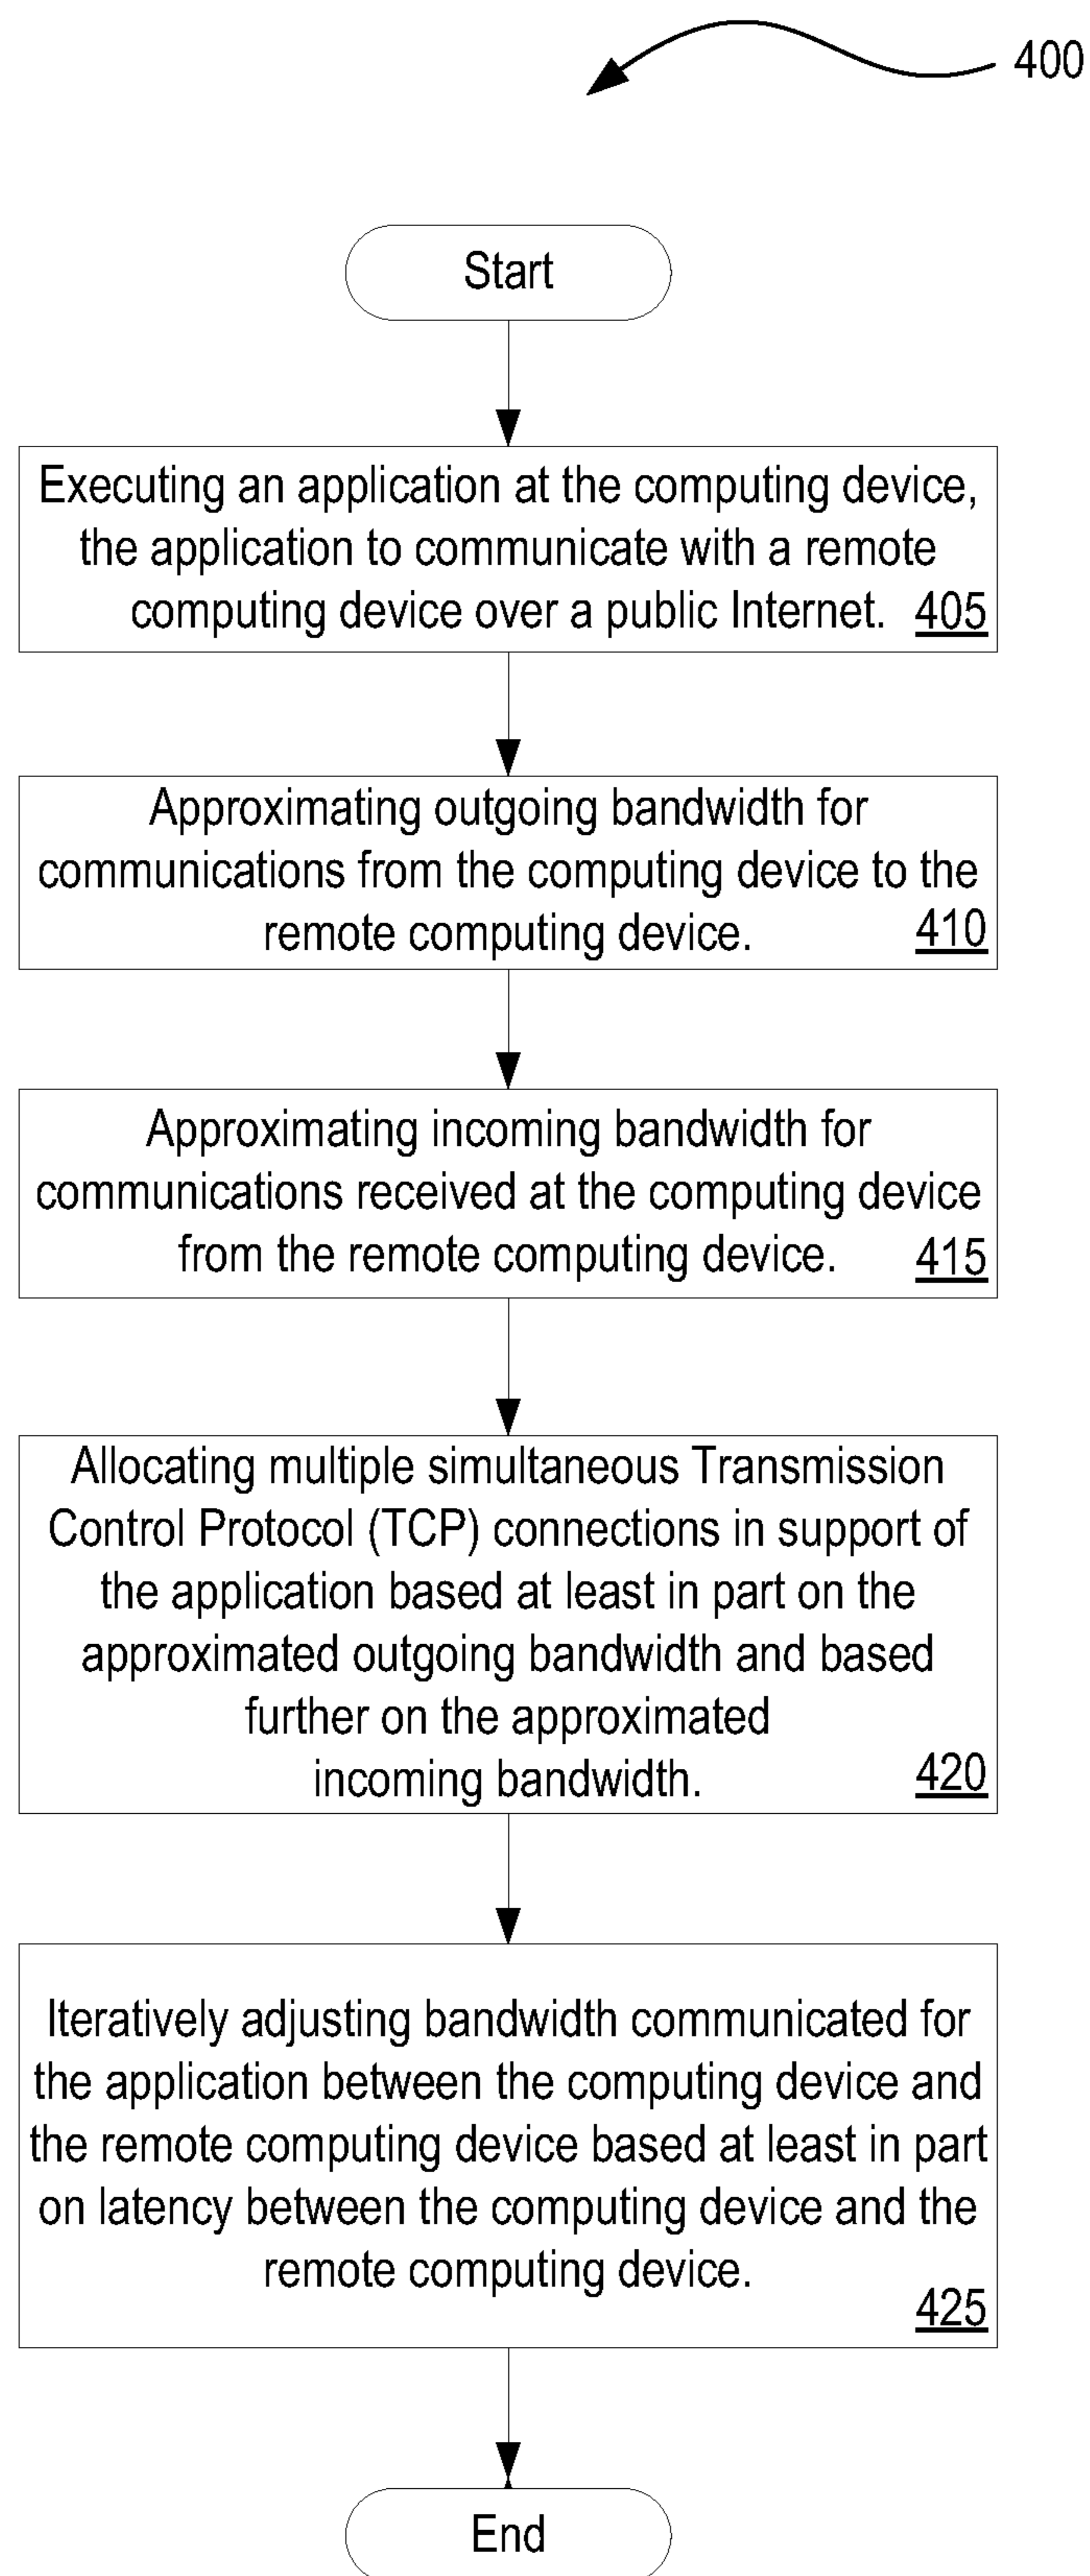 400
Start
Executing an application at the computing device,
the application to communicate with a remote
computing device over a public Internet. 405
Approximating outgoing bandwidth for
communications from the computing device to the
remote computing device. 410
Approximating incoming bandwidth for
communications received at the computing device
from the remote computing device. 415
Allocating multiple simultaneous Transmission
Control Protocol (TCP) connections in support of
the application based at least in part on the
approximated outgoing bandwidth and based
further on the approximated
incoming bandwidth. 420
Iteratively adjusting bandwidth communicated for
the application between the computing device and
the remote computing device based at least in part
on latency between the computing device and the
remote computing device.
425
End